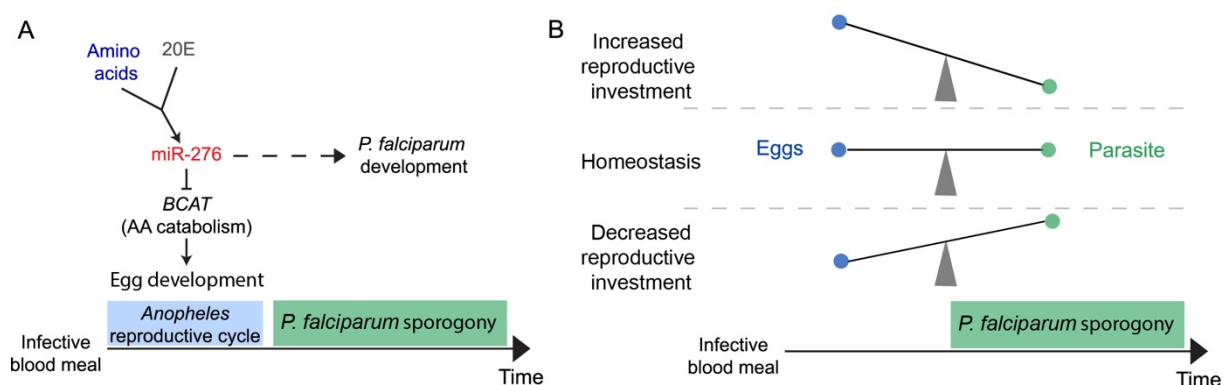 A
Amino
acids
20E
miR-276
P. falciparum
development
BCAT
(AA catabolism)
Egg development
Anopheles
reproductive cycle
P. falciparum sporogony
Infective
blood meal
Time
B
Increased
reproductive
investment
Homeostasis
Eggs
Parasite
Decreased
reproductive
investment
P. falciparum sporogony
Infective
blood meal
Time